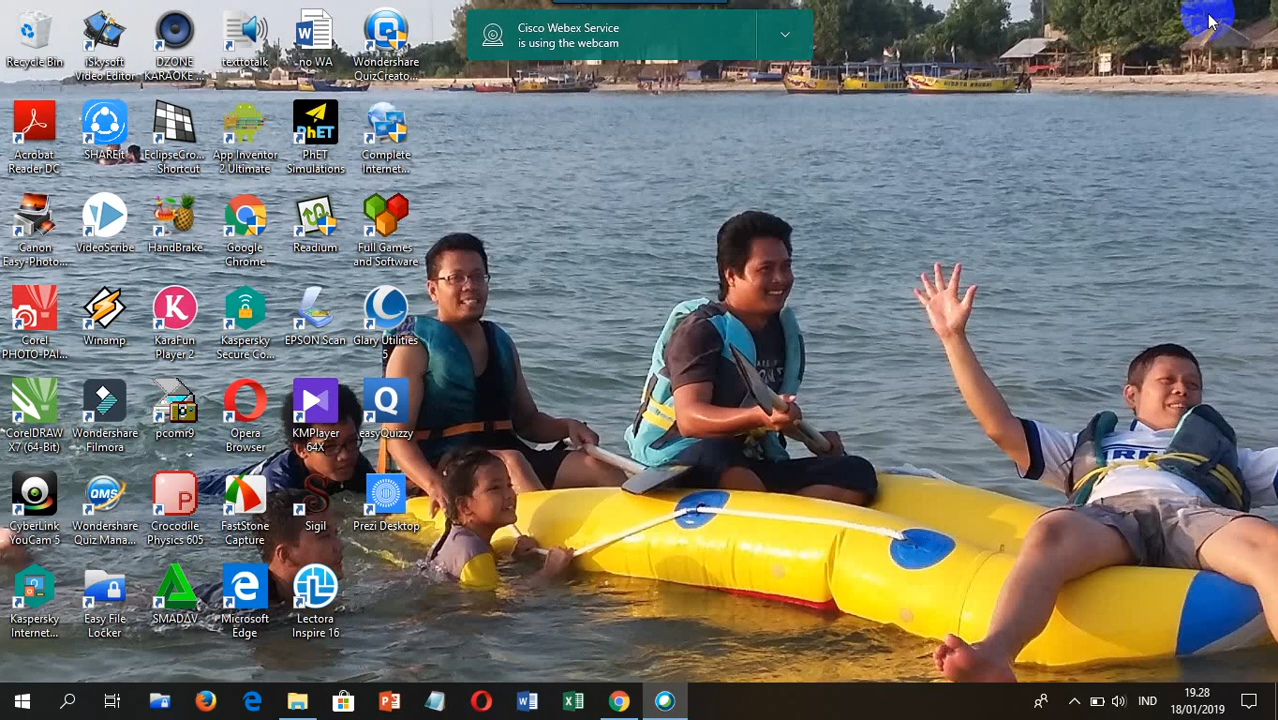 Cisco Webex Service
is using the webcam
Recycle Bin
iSkysoft
Video Editor
DZONE
KARAOKE ...
texttotalk
no WA
Wondershare
QuizCreato...
Acrobat
Reader DC
SHAREit
EclipseCro...
- Shortcut
App Inventor
2 Ultimate
PhET
PhET
Simulations
Complete
Internet...
Canon
Easy-Photo...
VideoScribe
HandBrake
Google
Chrome
Readium
Full Games
and Software
Corel
PHOTO-PAI...
Winamp
KaraFun
Player 2
Kaspersky
Secure Co...
EPSON Scan
Glary Utilities
5
CorelDRAW
X7 (64-Bit)
Wondershare
Filmora
pcomr9
Opera
Browser
KMPlayer
64X
easyQuizzy
CyberLink
YouCam 5
QMS
Wondershare
Quiz Mana...
Crocodile
Physics 605
FastStone
Capture
Sigil
Prezi Desktop
Kaspersky
Internet...
Easy File
Locker
SMADΔV
Microsoft
Edge
Lectora
Inspire 16
IND
19.28
18/01/2019